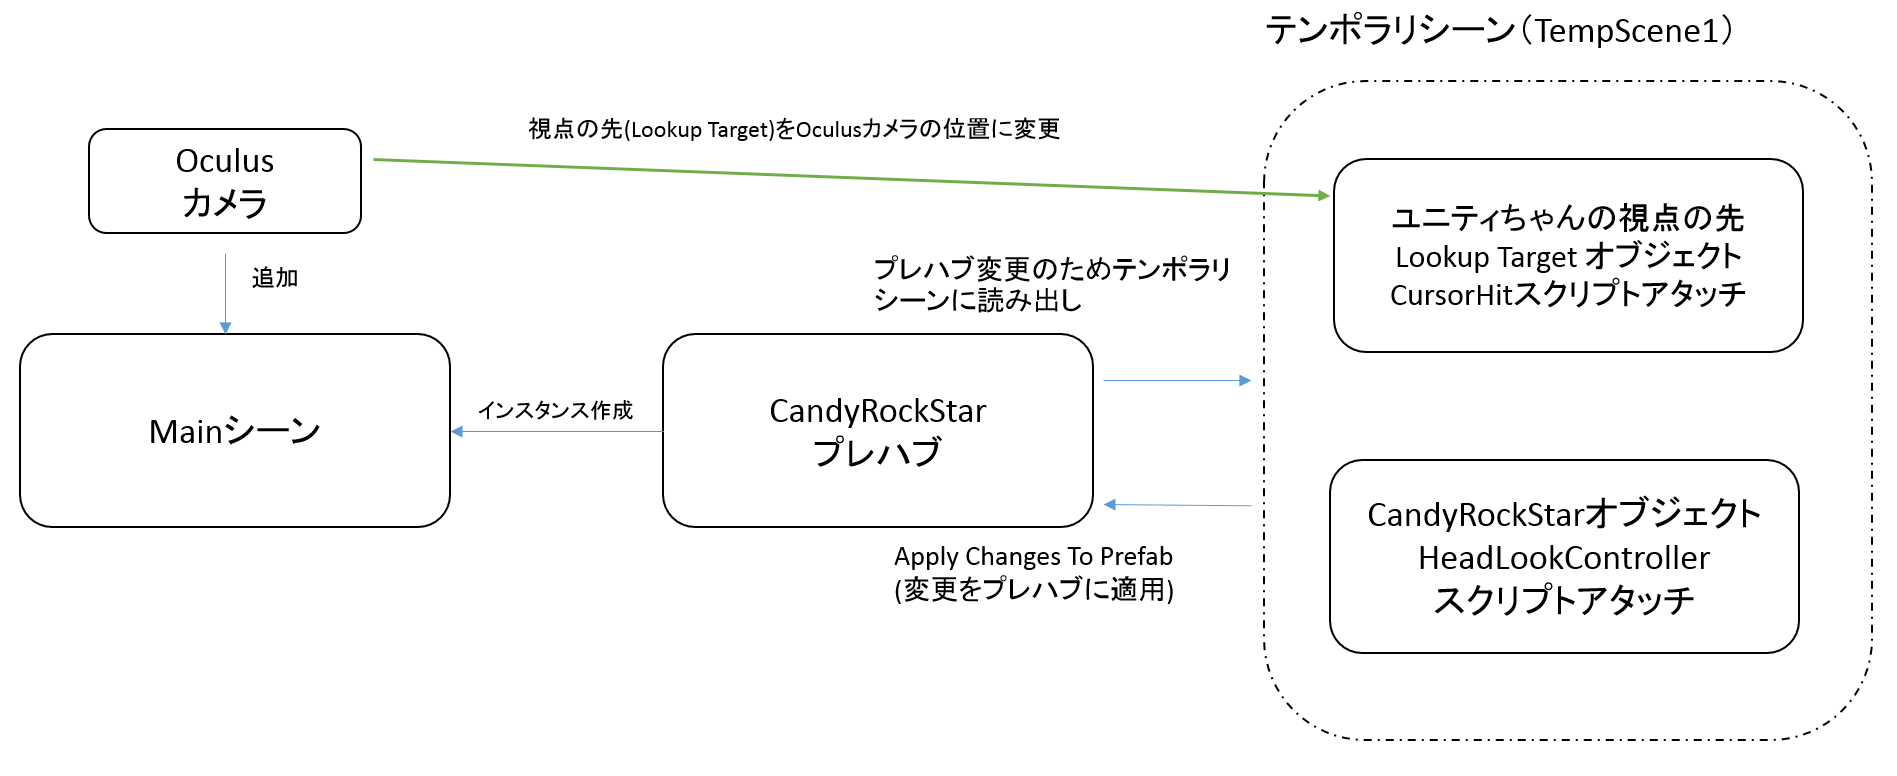 テンポラリシーン（TempScene1）
視点の先(Lookup Target)をOculusカメラの位置に変更
Oculus
カメラ
追加
ユニティちゃんの視点の先
Lookup Target オブジェクト
CursorHitスクリプトアタッチ
プレハブ変更のためテンポラリ
シーンに読み出し
Mainシーン
インスタンス作成
CandyRockStar
プレハブ
Apply Changes To Prefab
(変更をプレハブに適用)
CandyRockStarオブジェクト
HeadLookController
スクリプトアタッチ